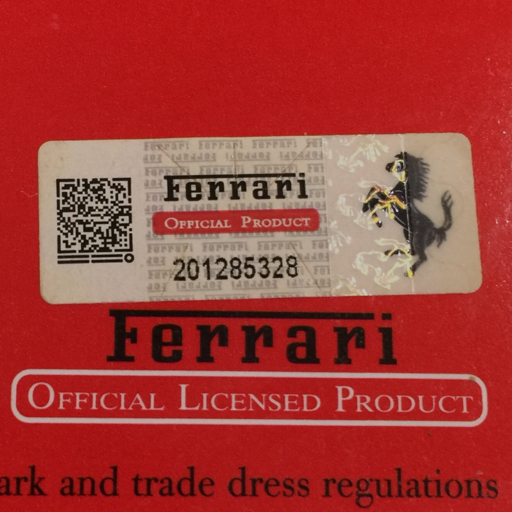 Ferrari
OFFICIAL PRODUCT
201285328
Ferrari
OFFICIAL LICENSED PRODUCT
ark and trade dress regulations